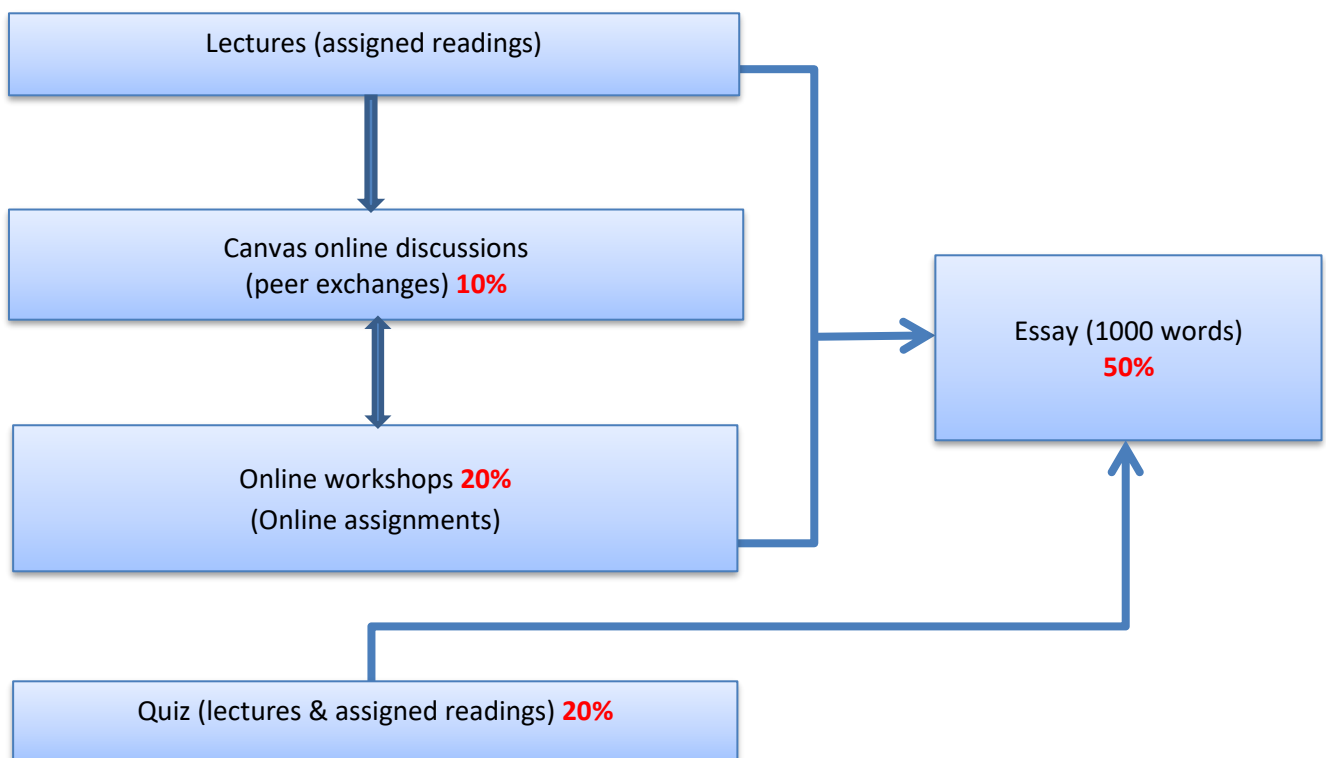 Lectures (assigned readings)
Canvas online discussions
(peer exchanges) 10%
Essay (1000 words)
50%
Online workshops 20%
(Online assignments)
Quiz (lectures & assigned readings) 20%